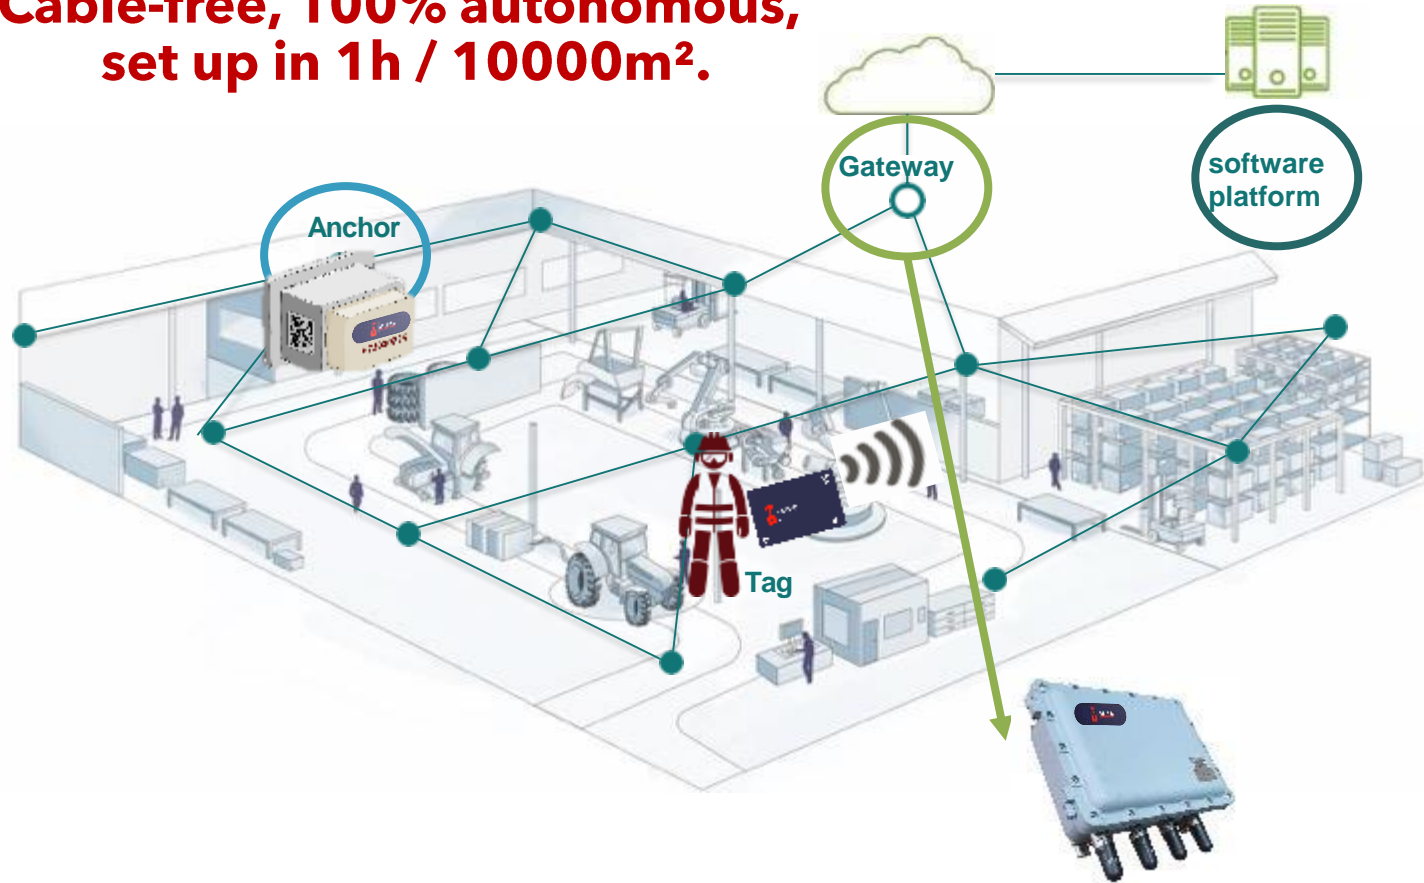 Cable-free, 100% autonomous,
set up in 1h / 10000m².
Gateway
software
platform
Anchor
Tag